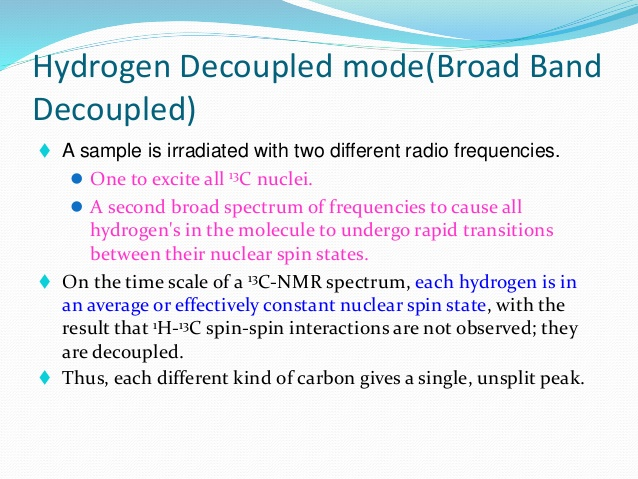 Hydrogen Decoupled mode(Broad Band
Decoupled)
A sample is irradiated with two different radio frequencies.
One to excite all ¹³C nuclei.
A second broad spectrum of frequencies to cause all
hydrogen's in the molecule to undergo rapid transitions
between their nuclear spin states.
On the time scale of a ¹³C-NMR spectrum, each hydrogen is in
an average or effectively constant nuclear spin state, with the
result that ¹H-¹³C spin-spin interactions are not observed; they
are decoupled.
Thus, each different kind of carbon gives a single, unsplit peak.